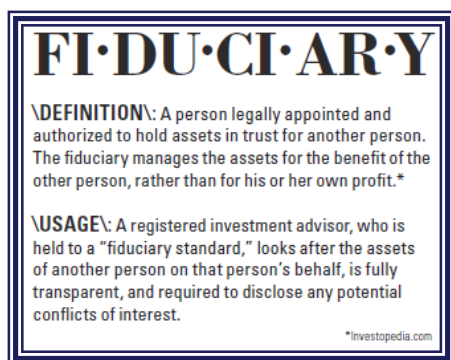 FI·DU·CI·AR·Y
\DEFINITION\: A person legally appointed and
authorized to hold assets in trust for another person.
The fiduciary manages the assets for the benefit of the
other person, rather than for his or her own profit.*
\USAGE\: A registered investment advisor, who is
held to a “fiduciary standard,” looks after the assets
of another person on that person’s behalf, is fully
transparent, and required to disclose any potential
conflicts of interest.
*Investopedia.com